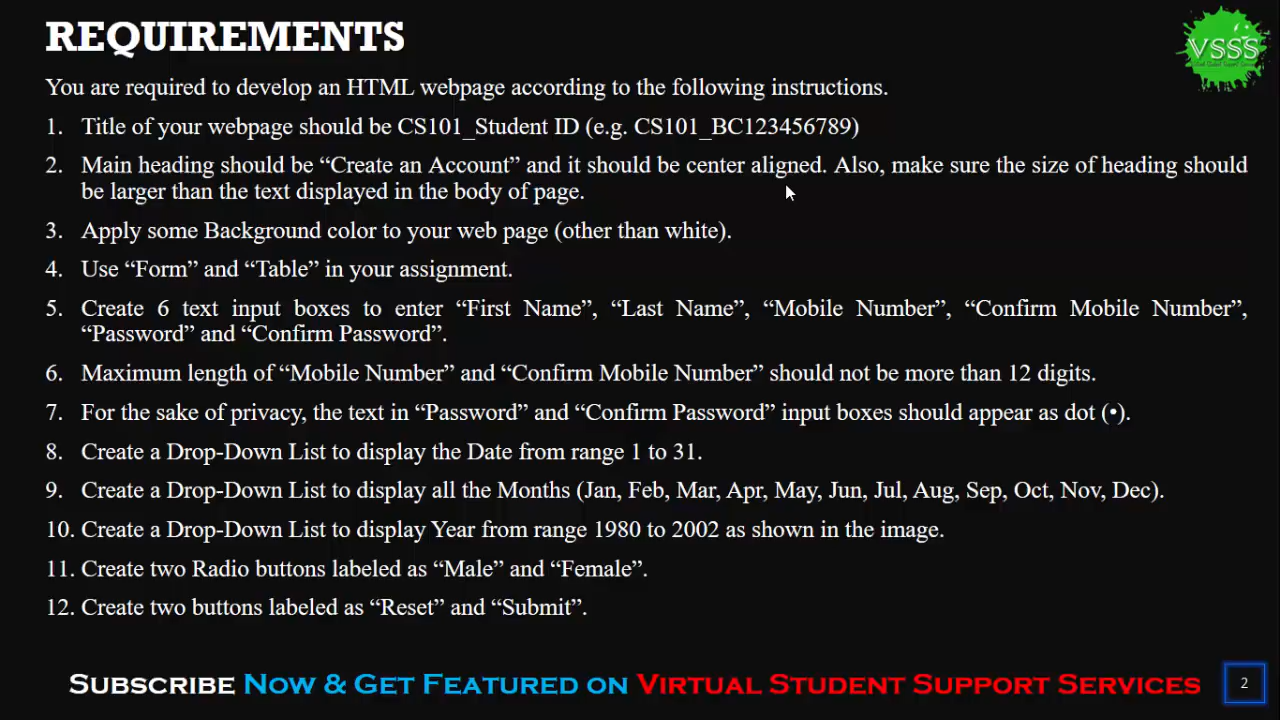 REQUIREMENTS
VSSS
You are required to develop an HTML webpage according to the following instructions.
1. Title of your webpage should be CS101_Student ID (e.g. CS101_BC123456789)
2. Main heading should be “Create an Account” and it should be center aligned. Also, make sure the size of heading should
be larger than the text displayed in the body of page.
3. Apply some Background color to your web page (other than white).
4. Use “Form” and “Table” in your assignment.
5. Create 6 text input boxes to enter “First Name”, “Last Name”, “Mobile Number”, “Confirm Mobile Number”,
“Password” and “Confirm Password”.
6. Maximum length of “Mobile Number” and “Confirm Mobile Number” should not be more than 12 digits.
7. For the sake of privacy, the text in “Password” and “Confirm Password” input boxes should appear as dot (•).
8. Create a Drop-Down List to display the Date from range 1 to 31.
9. Create a Drop-Down List to display all the Months (Jan, Feb, Mar, Apr, May, Jun, Jul, Aug, Sep, Oct, Nov, Dec).
10. Create a Drop-Down List to display Year from range 1980 to 2002 as shown in the image.
11. Create two Radio buttons labeled as “Male” and “Female”.
12. Create two buttons labeled as “Reset” and “Submit”.
SUBSCRIBE NOW & GET FEATURED ON VIRTUAL STUDENT SUPPORT SERVICES
2